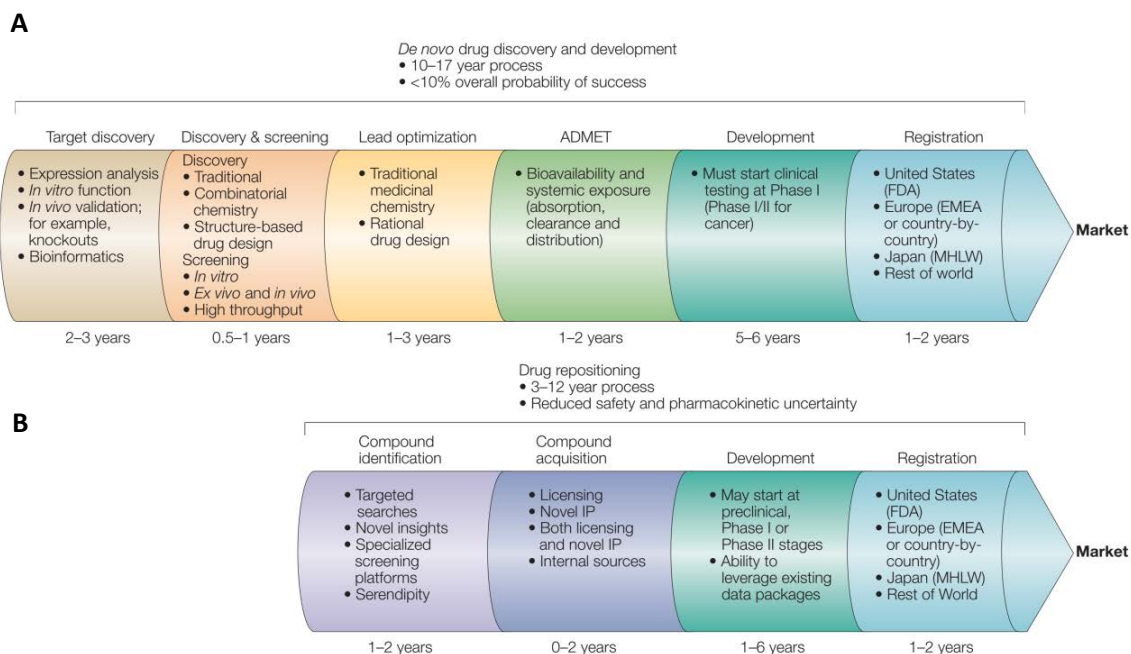 A
De novo drug discovery and development
• 10–17 year process
• <10% overall probability of success
Target discovery
• Expression analysis
• In vitro function
• In vivo validation;
for example,
knockouts
• Bioinformatics
2–3 years
Discovery & screening
Discovery
• Traditional
• Combinatorial
chemistry
• Structure-based
drug design
Screening
• In vitro
• Ex vivo and in vivo
• High throughput
0.5–1 years
Lead optimization
• Traditional
medicinal
chemistry
• Rational
drug design
1–3 years
ADMET
• Bioavailability and
systemic exposure
(absorption,
clearance and
distribution)
1–2 years
Development
• Must start clinical
testing at Phase I
(Phase I/II for
cancer)
5–6 years
Registration
• United States
(FDA)
• Europe (EMEA
or country-by-
country)
• Japan (MHLW)
• Rest of world
1–2 years
Market
B
Drug repositioning
• 3–12 year process
• Reduced safety and pharmacokinetic uncertainty
Compound
identification
• Targeted
searches
• Novel insights
• Specialized
screening
platforms
• Serendipity
1–2 years
Compound
acquisition
• Licensing
• Novel IP
• Both licensing
and novel IP
• Internal sources
0–2 years
Development
• May start at
preclinical,
Phase I or
Phase II stages
• Ability to
leverage existing
data packages
1–6 years
Registration
• United States
(FDA)
• Europe (EMEA
or country-by-
country)
• Japan (MHLW)
• Rest of World
1–2 years
Market